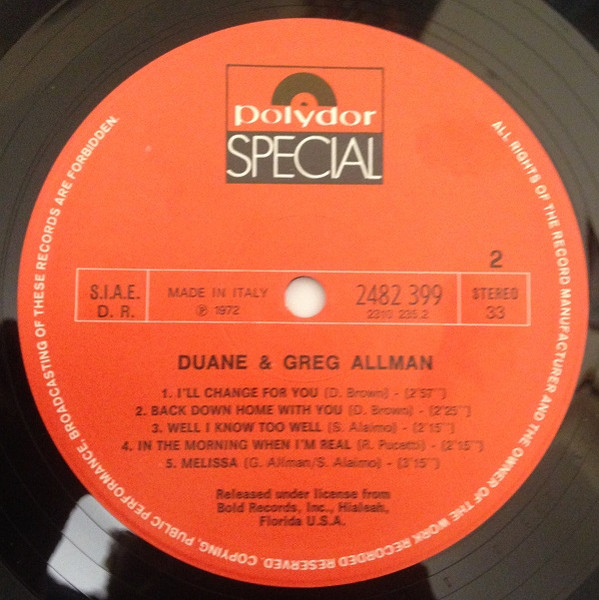 polydor
SPECIAL
2
S.I.A.E.
D. R.
MADE IN ITALY
℗ 1972
2482 399
2310 235 2
STEREO
33
DUANE & GREG ALLMAN
1. I'LL CHANGE FOR YOU (D. Brown) - (2'57'')
2. BACK DOWN HOME WITH YOU (D. Brown) - (2'25'')
3. WELL I KNOW TOO WELL (S. Alaimo) - (2'15'')
4. IN THE MORNING WHEN I'M REAL (R. Pucetti) - (2'15'')
5. MELISSA (G. Allman/S. Alaimo) - (3'15'')
Released under license from
Bold Records, Inc., Hialeah,
Florida U.S.A.
ALL RIGHTS OF THE RECORD MANUFACTURER AND THE OWNER OF THE WORK RECORDED RESERVED. COPYING, PUBLIC PERFORMANCE, BROADCASTING OF THESE RECORDS ARE FORBIDDEN.